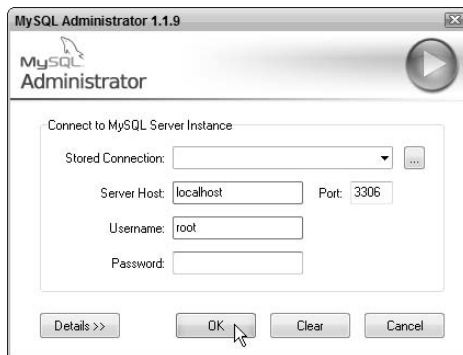 MySQL Administrator 1.1.9
MySQL
Administrator
Connect to MySQL Server Instance
Stored Connection:
...
Server Host: localhost Port: 3306
Username: root
Password:
Details >> OK Clear Cancel